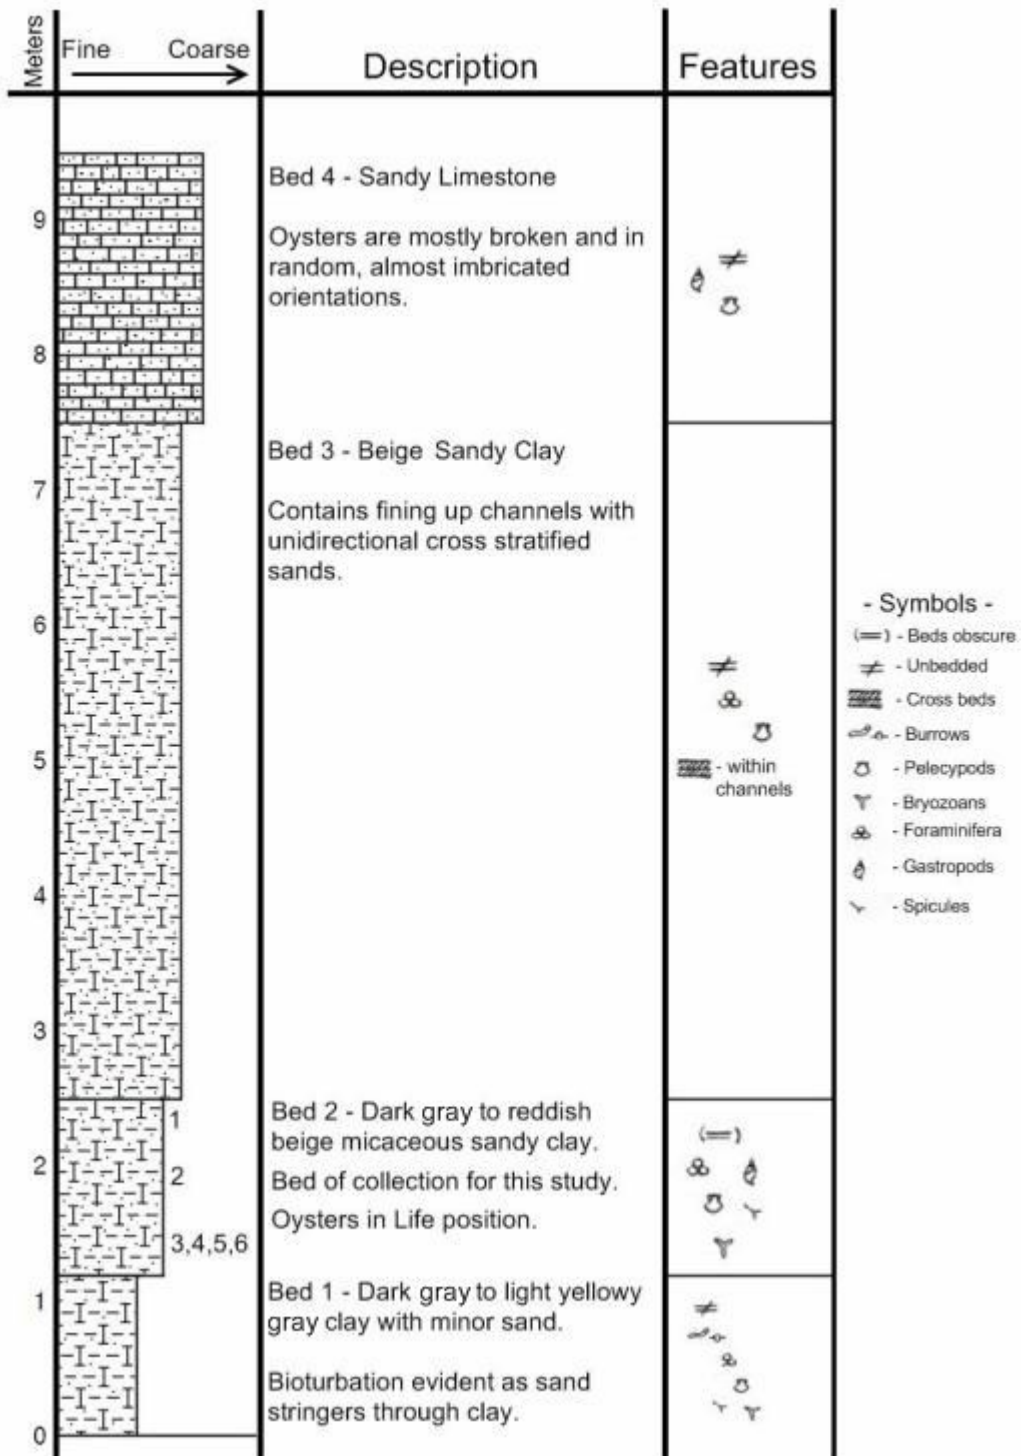 Meters
Fine Coarse
Description
Features
9
8
7
6
5
4
3
2
1
0
1
2
3,4,5,6
Bed 4 - Sandy Limestone
Oysters are mostly broken and in
random, almost imbricated
orientations.
Bed 3 - Beige Sandy Clay
Contains fining up channels with
unidirectional cross stratified
sands.
- within
channels
Bed 2 - Dark gray to reddish
beige micaceous sandy clay.
Bed of collection for this study.
Oysters in Life position.
Bed 1 - Dark gray to light yellowy
gray clay with minor sand.
Bioturbation evident as sand
stringers through clay.
- Symbols -
- Beds obscure
- Unbedded
- Cross beds
- Burrows
- Pelecypods
- Bryozoans
- Foraminifera
- Gastropods
- Spicules